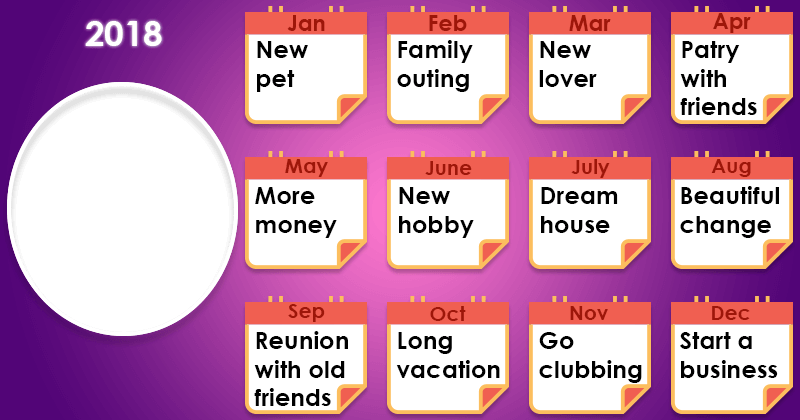 2018
Jan
New
pet
Feb
Family
outing
Mar
New
lover
Apr
Patry
with
friends
May
More
money
June
New
hobby
July
Dream
house
Aug
Beautiful
change
Sep
Reunion
with old
friends
Oct
Long
vacation
Nov
Go
clubbing
Dec
Start a
business